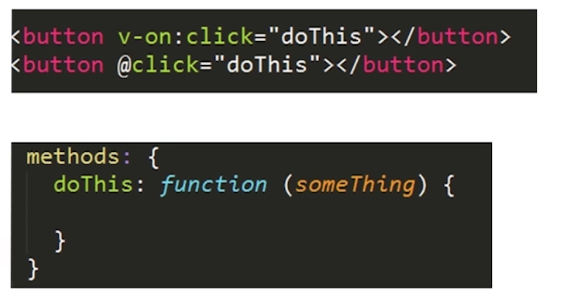 <button v-on:click="doThis"></button>
<button @click="doThis"></button>
methods: {
doThis: function (someThing) {
}
}